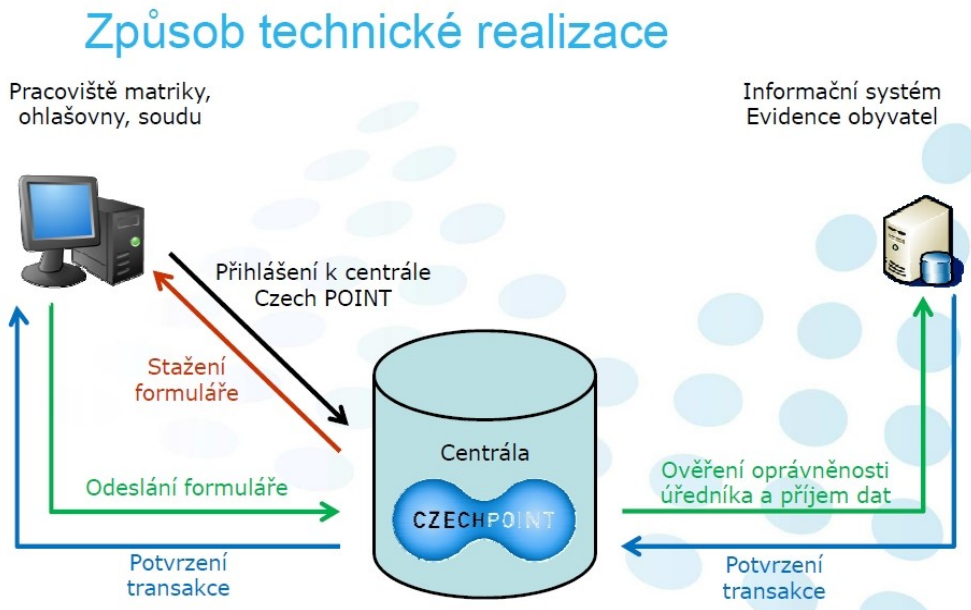 Způsob technické realizace
Pracoviště matriky,
ohlašovny, soudu
Informační systém
Evidence obyvatel
Přihlášení k centrále
Czech POINT
Stažení
formuláře
Centrála
CZECHPOINT
Odeslání formuláře
Ověření oprávněnosti
úředníka a příjem dat
Potvrzení
transakce
Potvrzení
transakce